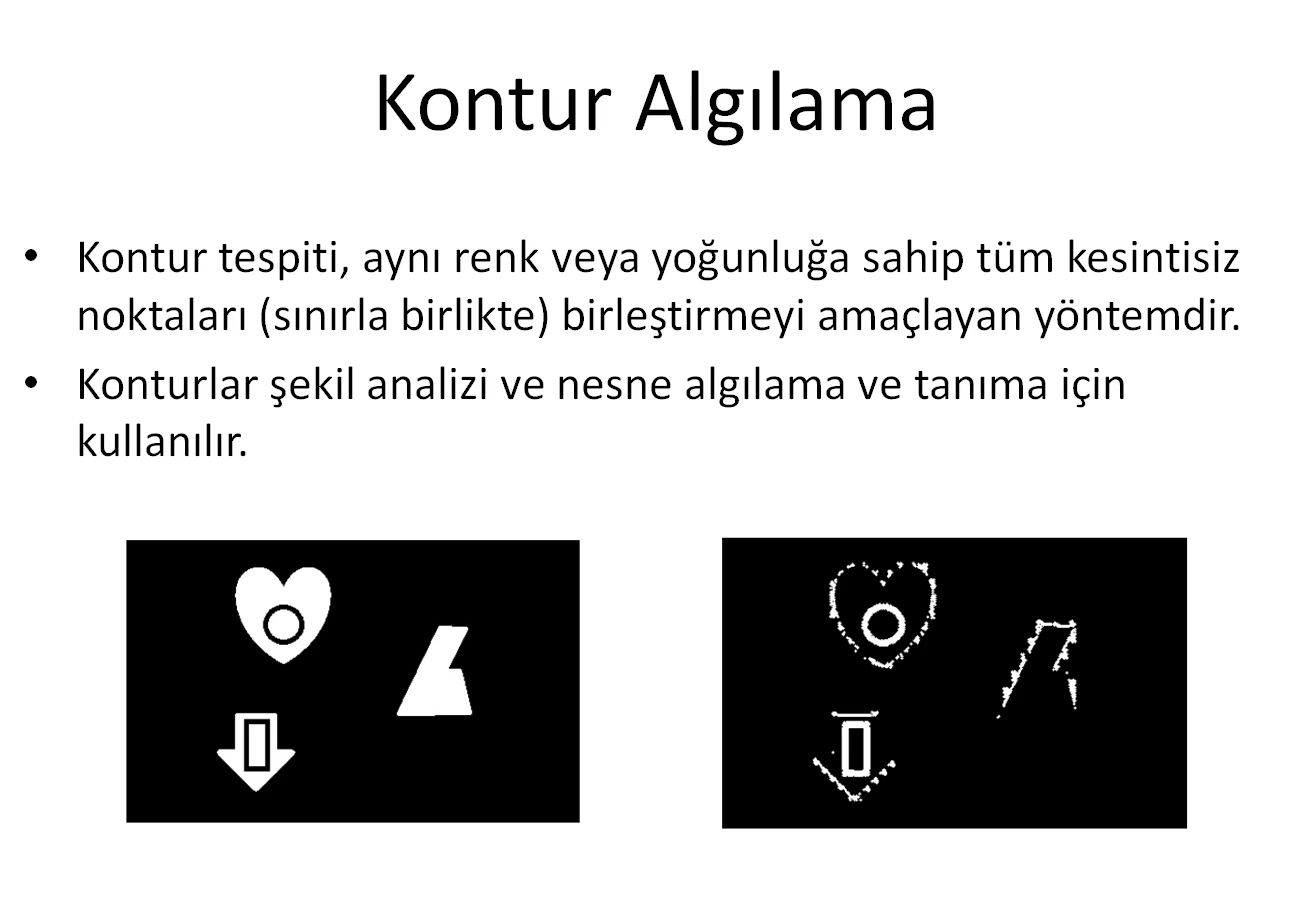 Kontur Algılama
• Kontur tespiti, aynı renk veya yoğunluğa sahip tüm kesintisiz
noktaları (sınırla birlikte) birleştirmeyi amaçlayan yöntemdir.
• Konturlar şekil analizi ve nesne algılama ve tanıma için
kullanılır.